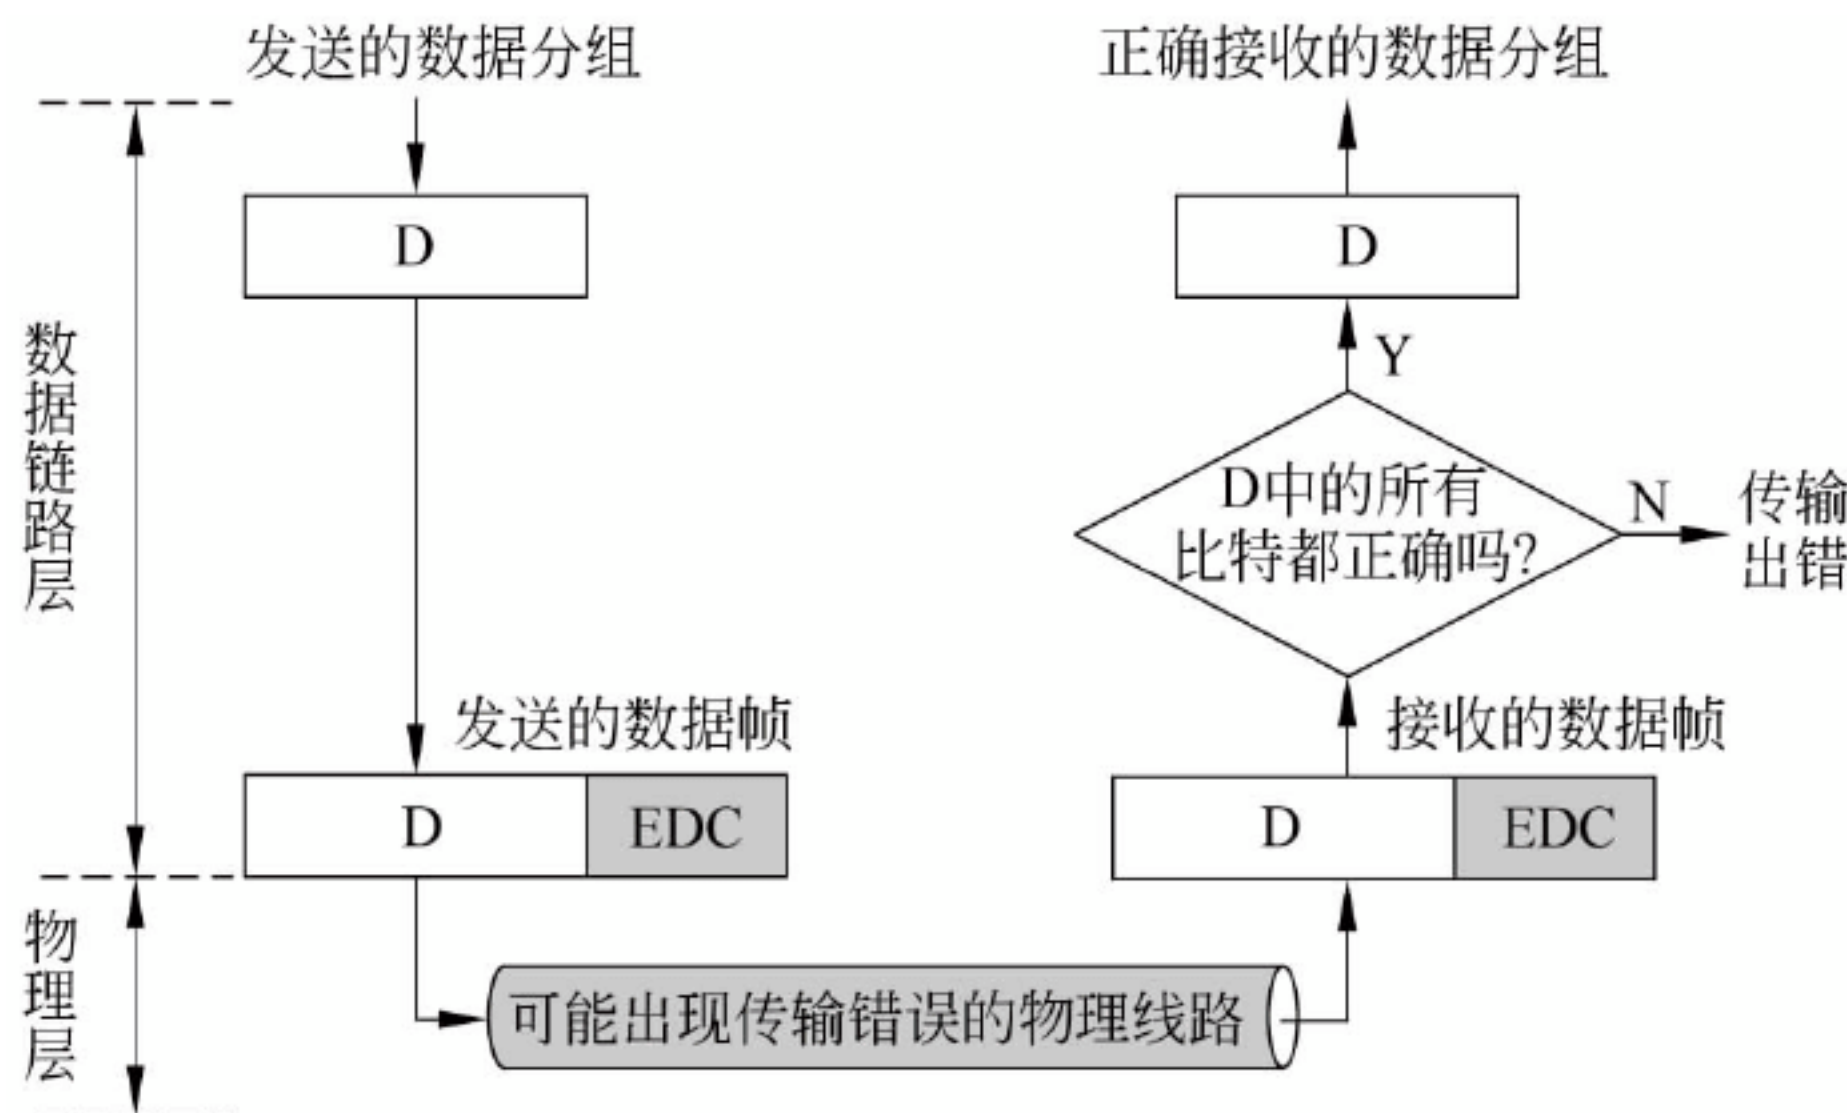 发送的数据分组
正确接收的数据分组
D
D
Y
数据链路层
D中的所有
比特都正确吗?
N
传输
出错
发送的数据帧
接收的数据帧
D
EDC
D
EDC
物理层
可能出现传输错误的物理线路